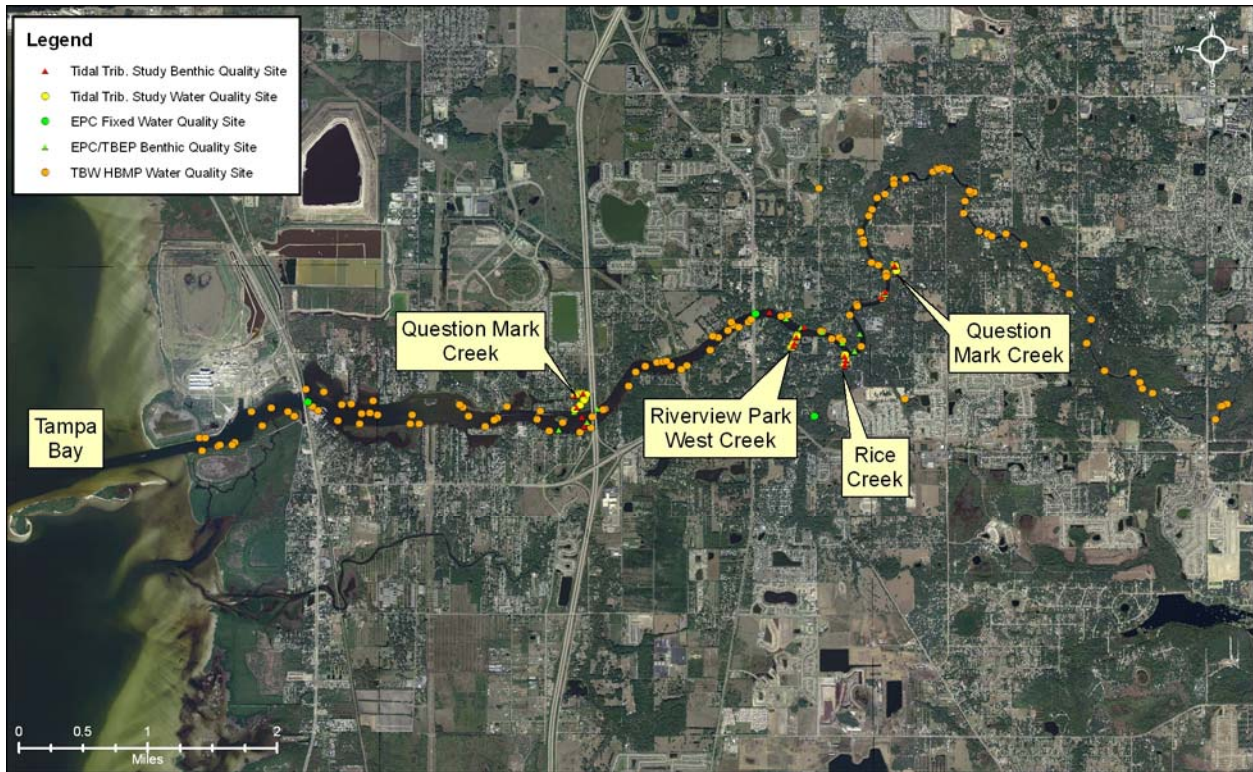 Legend
Tidal Trib. Study Benthic Quality Site
Tidal Trib. Study Water Quality Site
EPC Fixed Water Quality Site
EPC/TBEP Benthic Quality Site
TBW HBMP Water Quality Site
N
W
E
S
Question Mark
Creek
Question
Mark Creek
Riverview Park
West Creek
Rice
Creek
Tampa
Bay
0
0.5
1
2
Miles